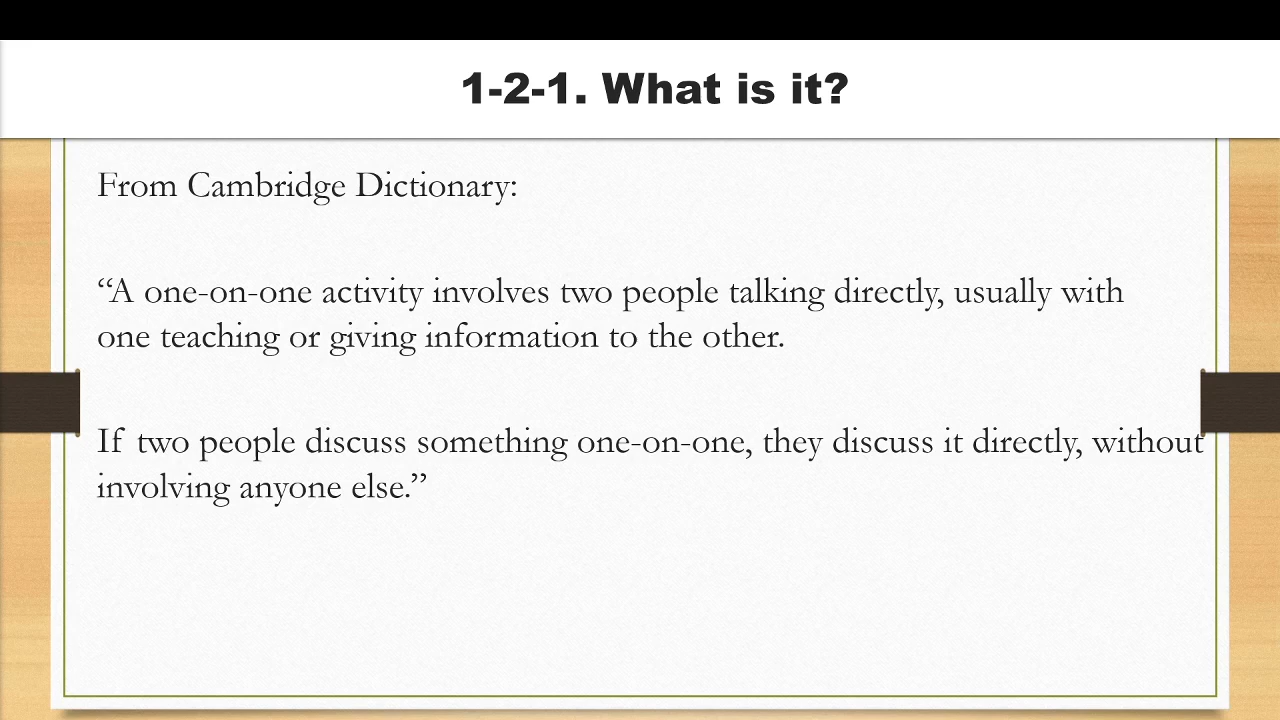 1-2-1. What is it?
From Cambridge Dictionary:
“A one-on-one activity involves two people talking directly, usually with
one teaching or giving information to the other.
If two people discuss something one-on-one, they discuss it directly, without
involving anyone else.”